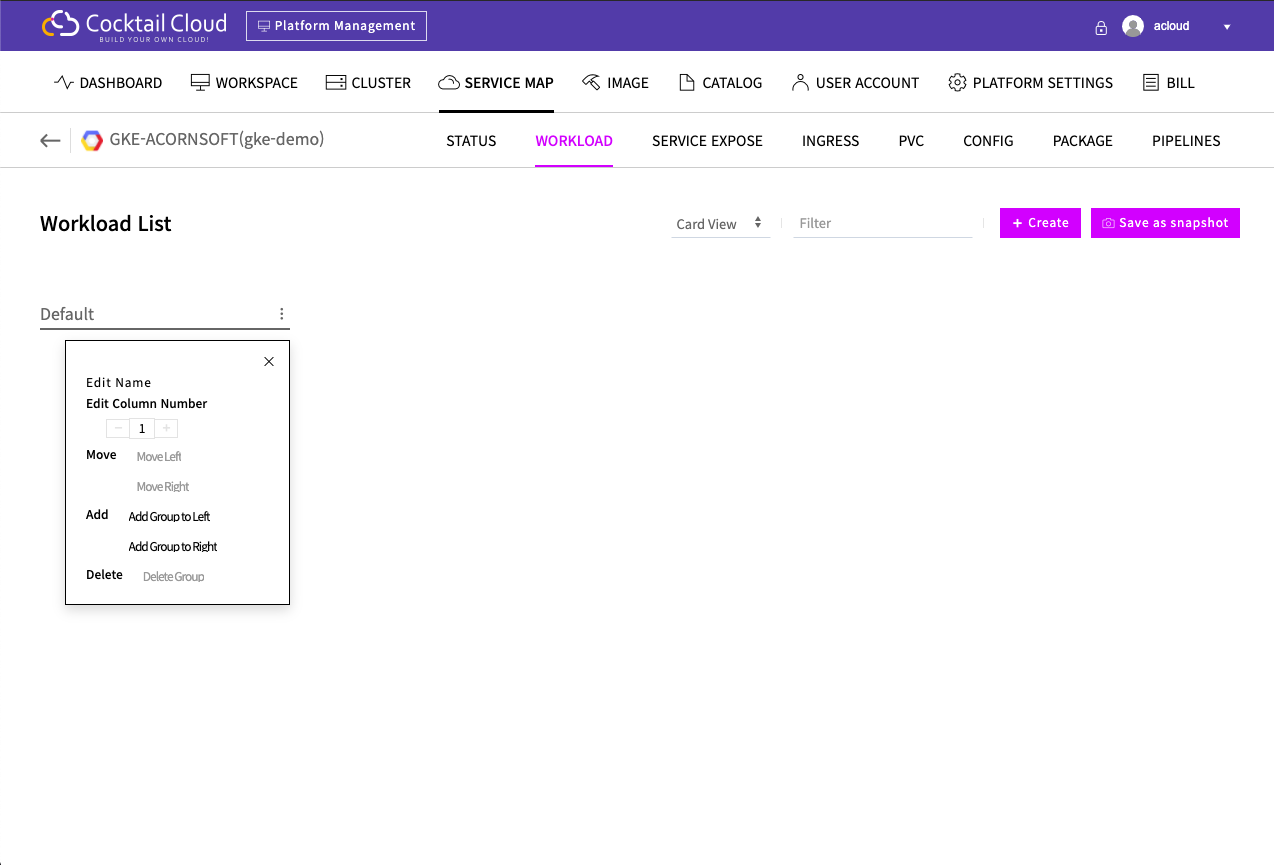 Cocktail Cloud
BUILD YOUR OWN CLOUD!
Platform Management
acloud
DASHBOARD WORKSPACE CLUSTER SERVICE MAP IMAGE CATALOG USER ACCOUNT PLATFORM SETTINGS BILL
GKE-ACORNSOFT(gke-demo) STATUS WORKLOAD SERVICE EXPOSE INGRESS PVC CONFIG PACKAGE PIPELINES
Workload List Card View Filter + Create Save as snapshot
Default
Edit Name
Edit Column Number
− 1 +
Move Move Left
Move Right
Add Add Group to Left
Add Group to Right
Delete Delete Group